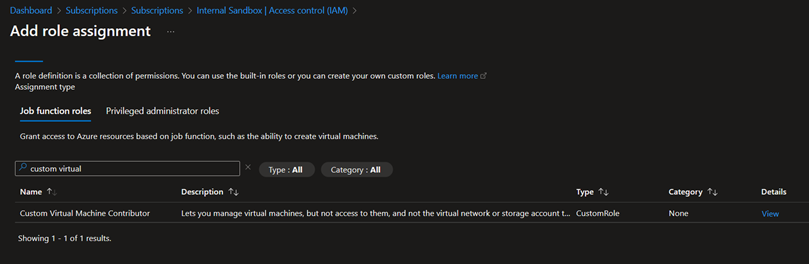 Dashboard > Subscriptions > Subscriptions > Internal Sandbox | Access control (IAM) >
Add role assignment ...
A role definition is a collection of permissions. You can use the built-in roles or you can create your own custom roles. Learn more
Assignment type
Job function roles Privileged administrator roles
Grant access to Azure resources based on job function, such as the ability to create virtual machines.
custom virtual × Type : All Category : All
Name ↑↓ Description ↑↓ Type ↑↓ Category ↑↓ Details
Custom Virtual Machine Contributor Lets you manage virtual machines, but not access to them, and not the virtual network or storage account t... CustomRole None View
Showing 1 - 1 of 1 results.